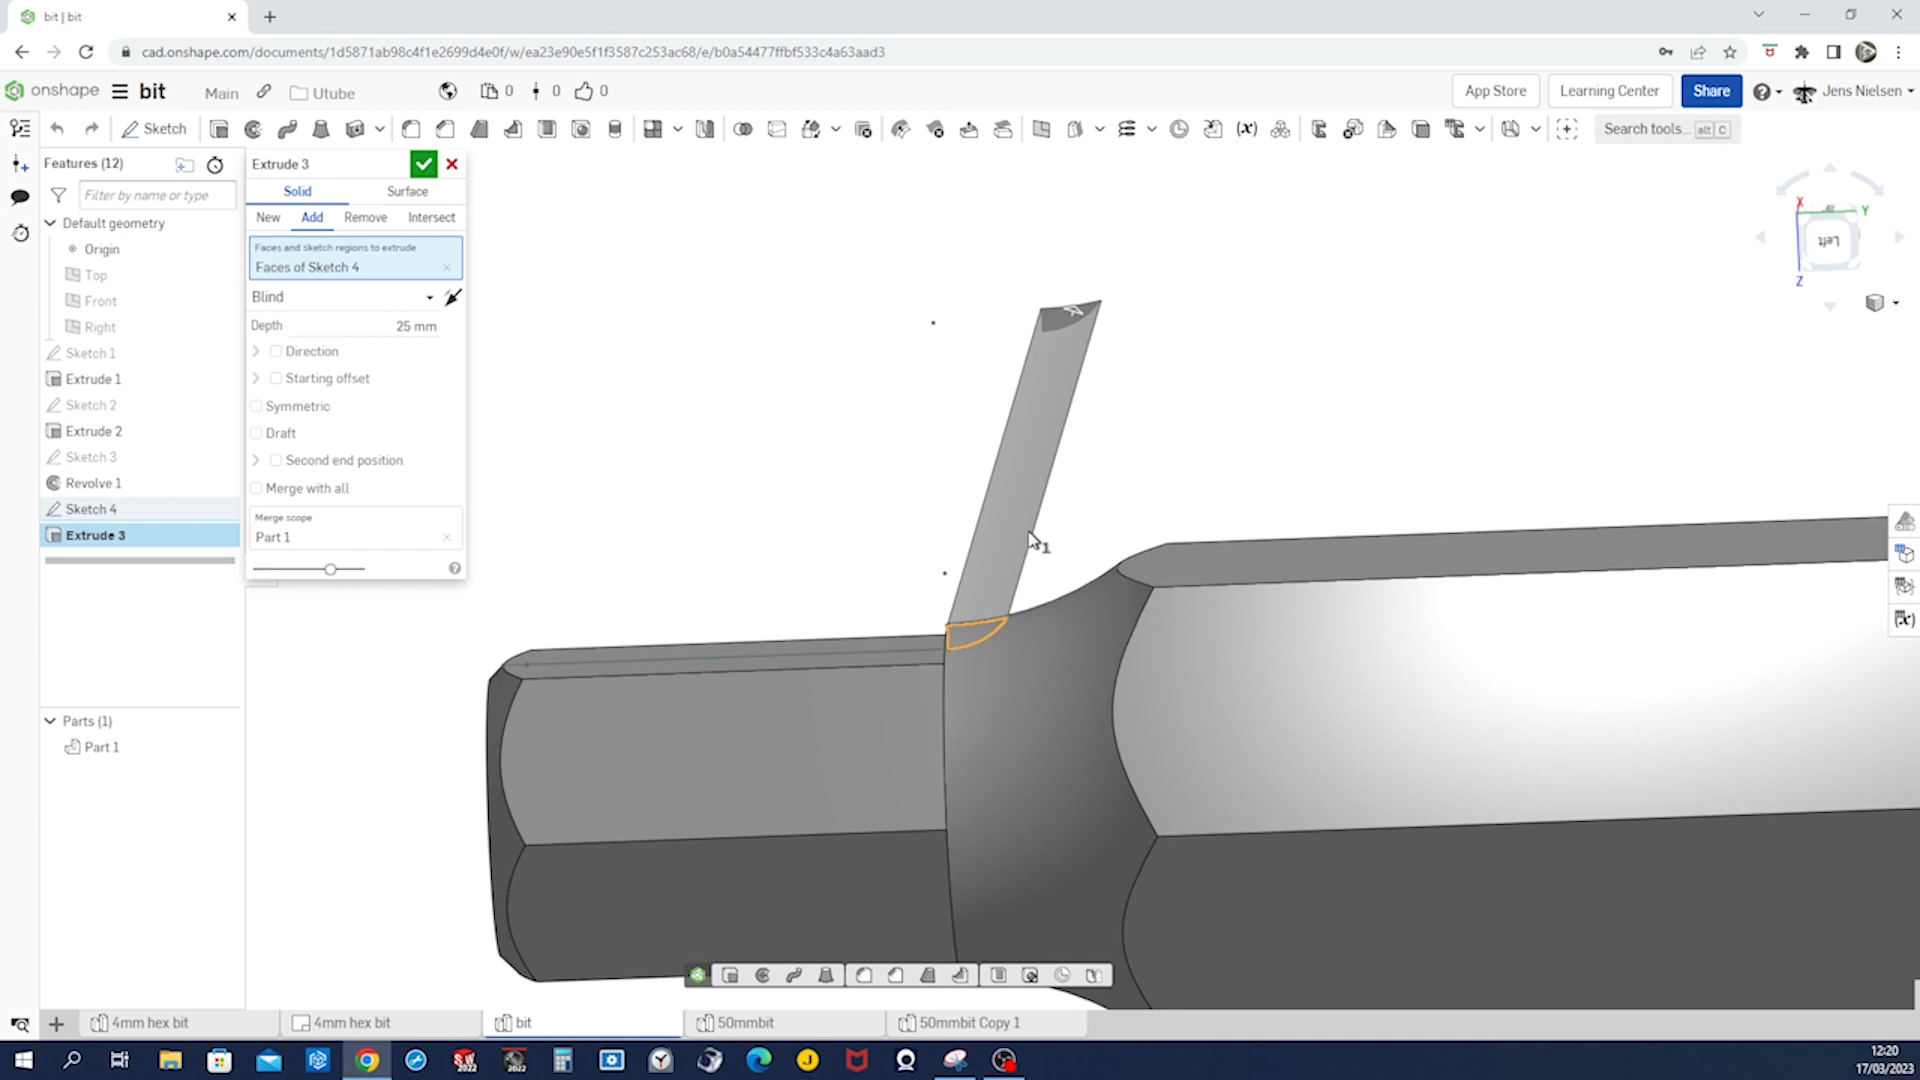 bit | bit
cad.onshape.com/documents/1d5871ab98c4f1e2699d4e0f/w/ea23e90e5f1f3587c253ac68/e/b0a54477ffbf533c4a63aad3
onshape
bit
Main
Utube
0
0
0
App Store
Learning Center
Share
Jens Nielsen
Sketch
Search tools...
alt
C
Features (12)
Filter by name or type
Default geometry
Origin
Top
Front
Right
Sketch 1
Extrude 1
Sketch 2
Extrude 2
Sketch 3
Revolve 1
Sketch 4
Extrude 3
Parts (1)
Part 1
Extrude 3
Solid
Surface
New
Add
Remove
Intersect
Faces and sketch regions to extrude
Faces of Sketch 4
Blind
Depth
25 mm
Direction
Starting offset
Symmetric
Draft
Second end position
Merge with all
Merge scope
Part 1
1
X
Y
Left
Z
4mm hex bit
4mm hex bit
bit
50mmbit
50mmbit Copy 1
12:20
17/03/2023